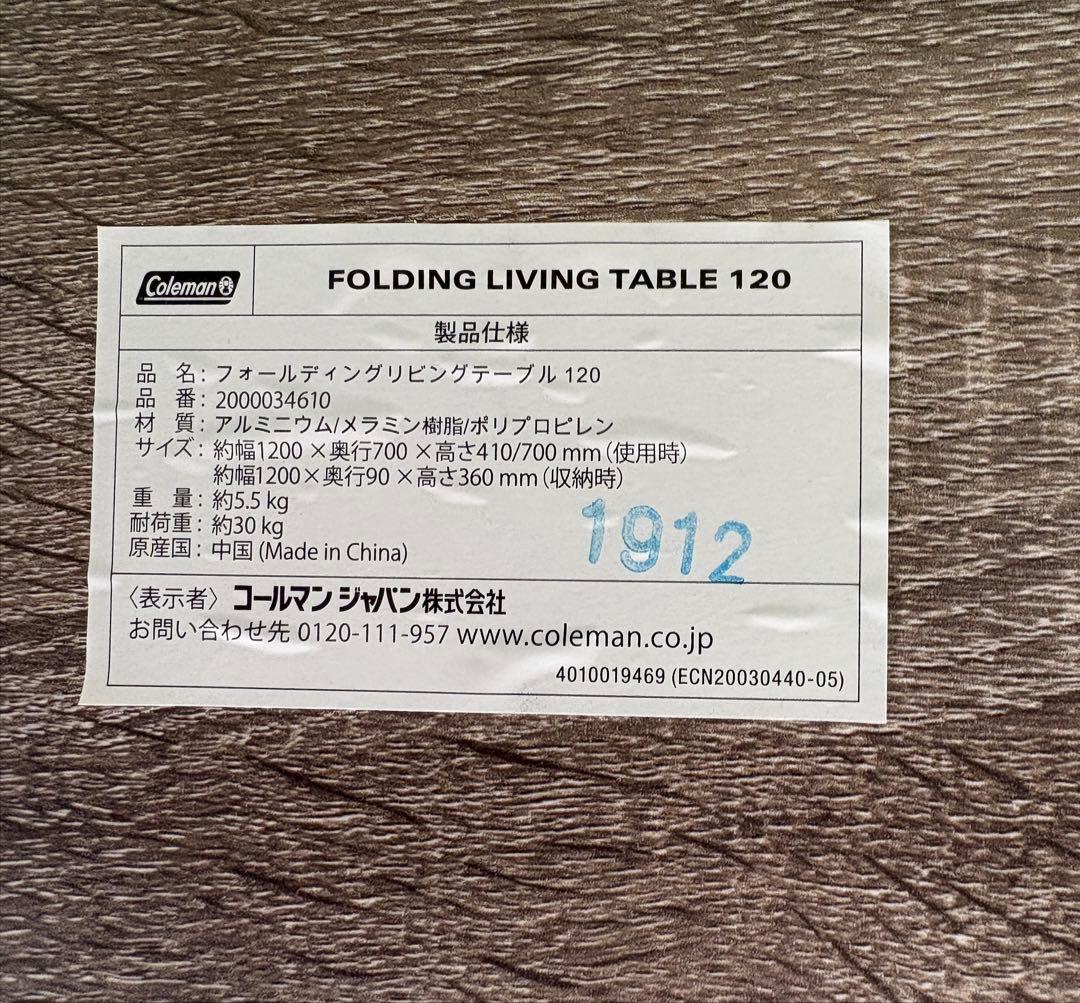 Coleman
FOLDING LIVING TABLE 120
製品仕様
品 名: フォールディングリビングテーブル 120
品 番: 2000034610
材 質: アルミニウム/メラミン樹脂/ポリプロピレン
サイズ: 約幅1200 ×奥行700 ×高さ410/700 mm (使用時)
約幅1200×奥行90 ×高さ360 mm (収納時)
重 量: 約5.5 kg
耐荷重: 約30 kg
原産国: 中国 (Made in China)
1912
〈表示者〉 コールマン ジャパン株式会社
お問い合わせ先 0120-111-957 www.coleman.co.jp
4010019469 (ECN20030440-05)